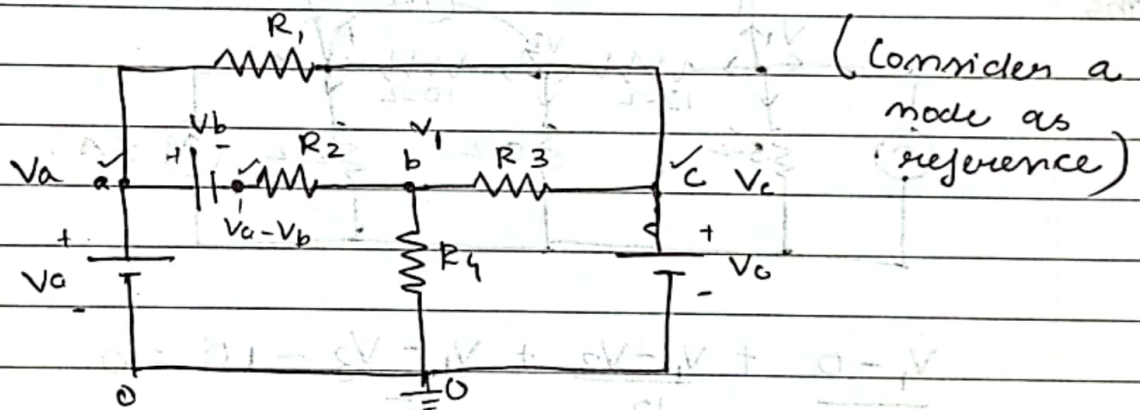 R1
(Consider a
node as
reference)
Vb
+ -
R2
V1
b
R3
Va a
c Vc
Va-Vb
+
Va
-
R4
+
Vc
-
0
0